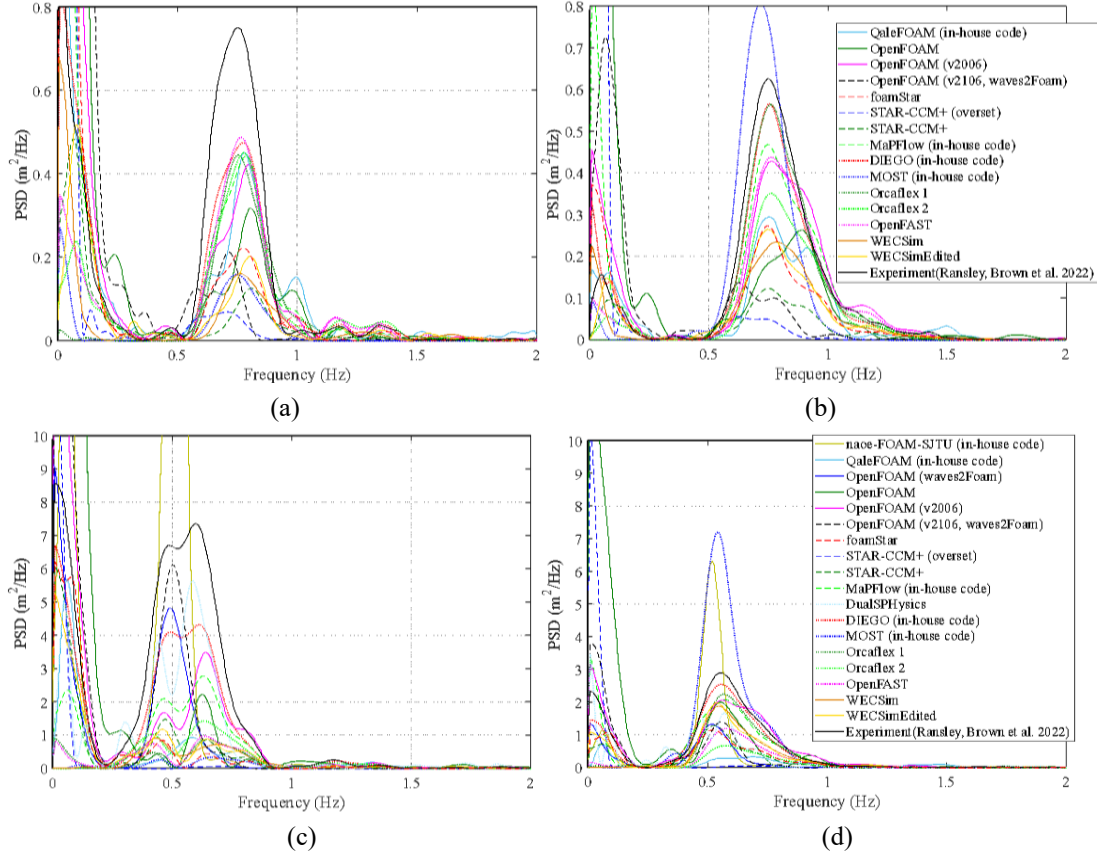 0.8
0.6
0.4
0.2
0
PSD (m²/Hz)
0 0.5 1 1.5 2
Frequency (Hz)
(a)
0.8
0.7
0.6
0.5
0.4
0.3
0.2
0.1
0
PSD (m²/Hz)
0 0.5 1 1.5 2
Frequency (Hz)
QaleFOAM (in-house code)
OpenFOAM
OpenFOAM (v2006)
OpenFOAM (v2106, waves2Foam)
foamStar
STAR-CCM+ (overset)
STAR-CCM+
MaPFlow (in-house code)
DIEGO (in-house code)
MOST (in-house code)
Orcaflex 1
Orcaflex 2
OpenFAST
WECSim
WECSimEdited
Experiment(Ransley, Brown et al. 2022)
(b)
10
9
8
7
6
5
4
3
2
1
0
PSD (m²/Hz)
0 0.5 1 1.5 2
Frequency (Hz)
(c)
10
9
8
7
6
5
4
3
2
1
0
PSD (m²/Hz)
0 0.5 1 1.5 2
Frequency (Hz)
naoe-FOAM-SJTU (in-house code)
QaleFOAM (in-house code)
OpenFOAM (waves2Foam)
OpenFOAM
OpenFOAM (v2006)
OpenFOAM (v2106, waves2Foam)
foamStar
STAR-CCM+ (overset)
STAR-CCM+
MaPFlow (in-house code)
DualSPHysics
DIEGO (in-house code)
MOST (in-house code)
Orcaflex 1
Orcaflex 2
OpenFAST
WECSim
WECSimEdited
Experiment(Ransley, Brown et al. 2022)
(d)